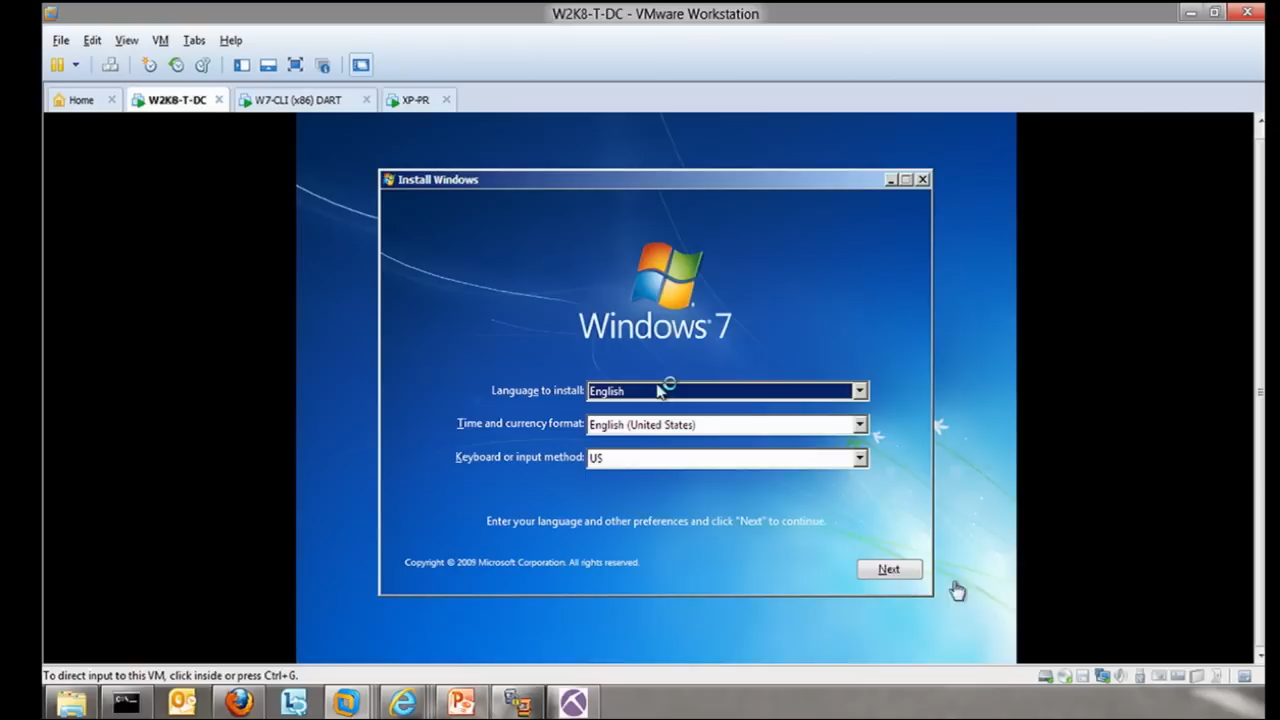 W2K8-T-DC - VMware Workstation
File Edit View VM Tabs Help
Home W2K8-T-DC W7-CLI (x86) DART XP-PR
Install Windows
Windows 7
Language to install: English
Time and currency format: English (United States)
Keyboard or input method: US
Enter your language and other preferences and click "Next" to continue.
Copyright © 2009 Microsoft Corporation. All rights reserved.
Next
To direct input to this VM, click inside or press Ctrl+G.